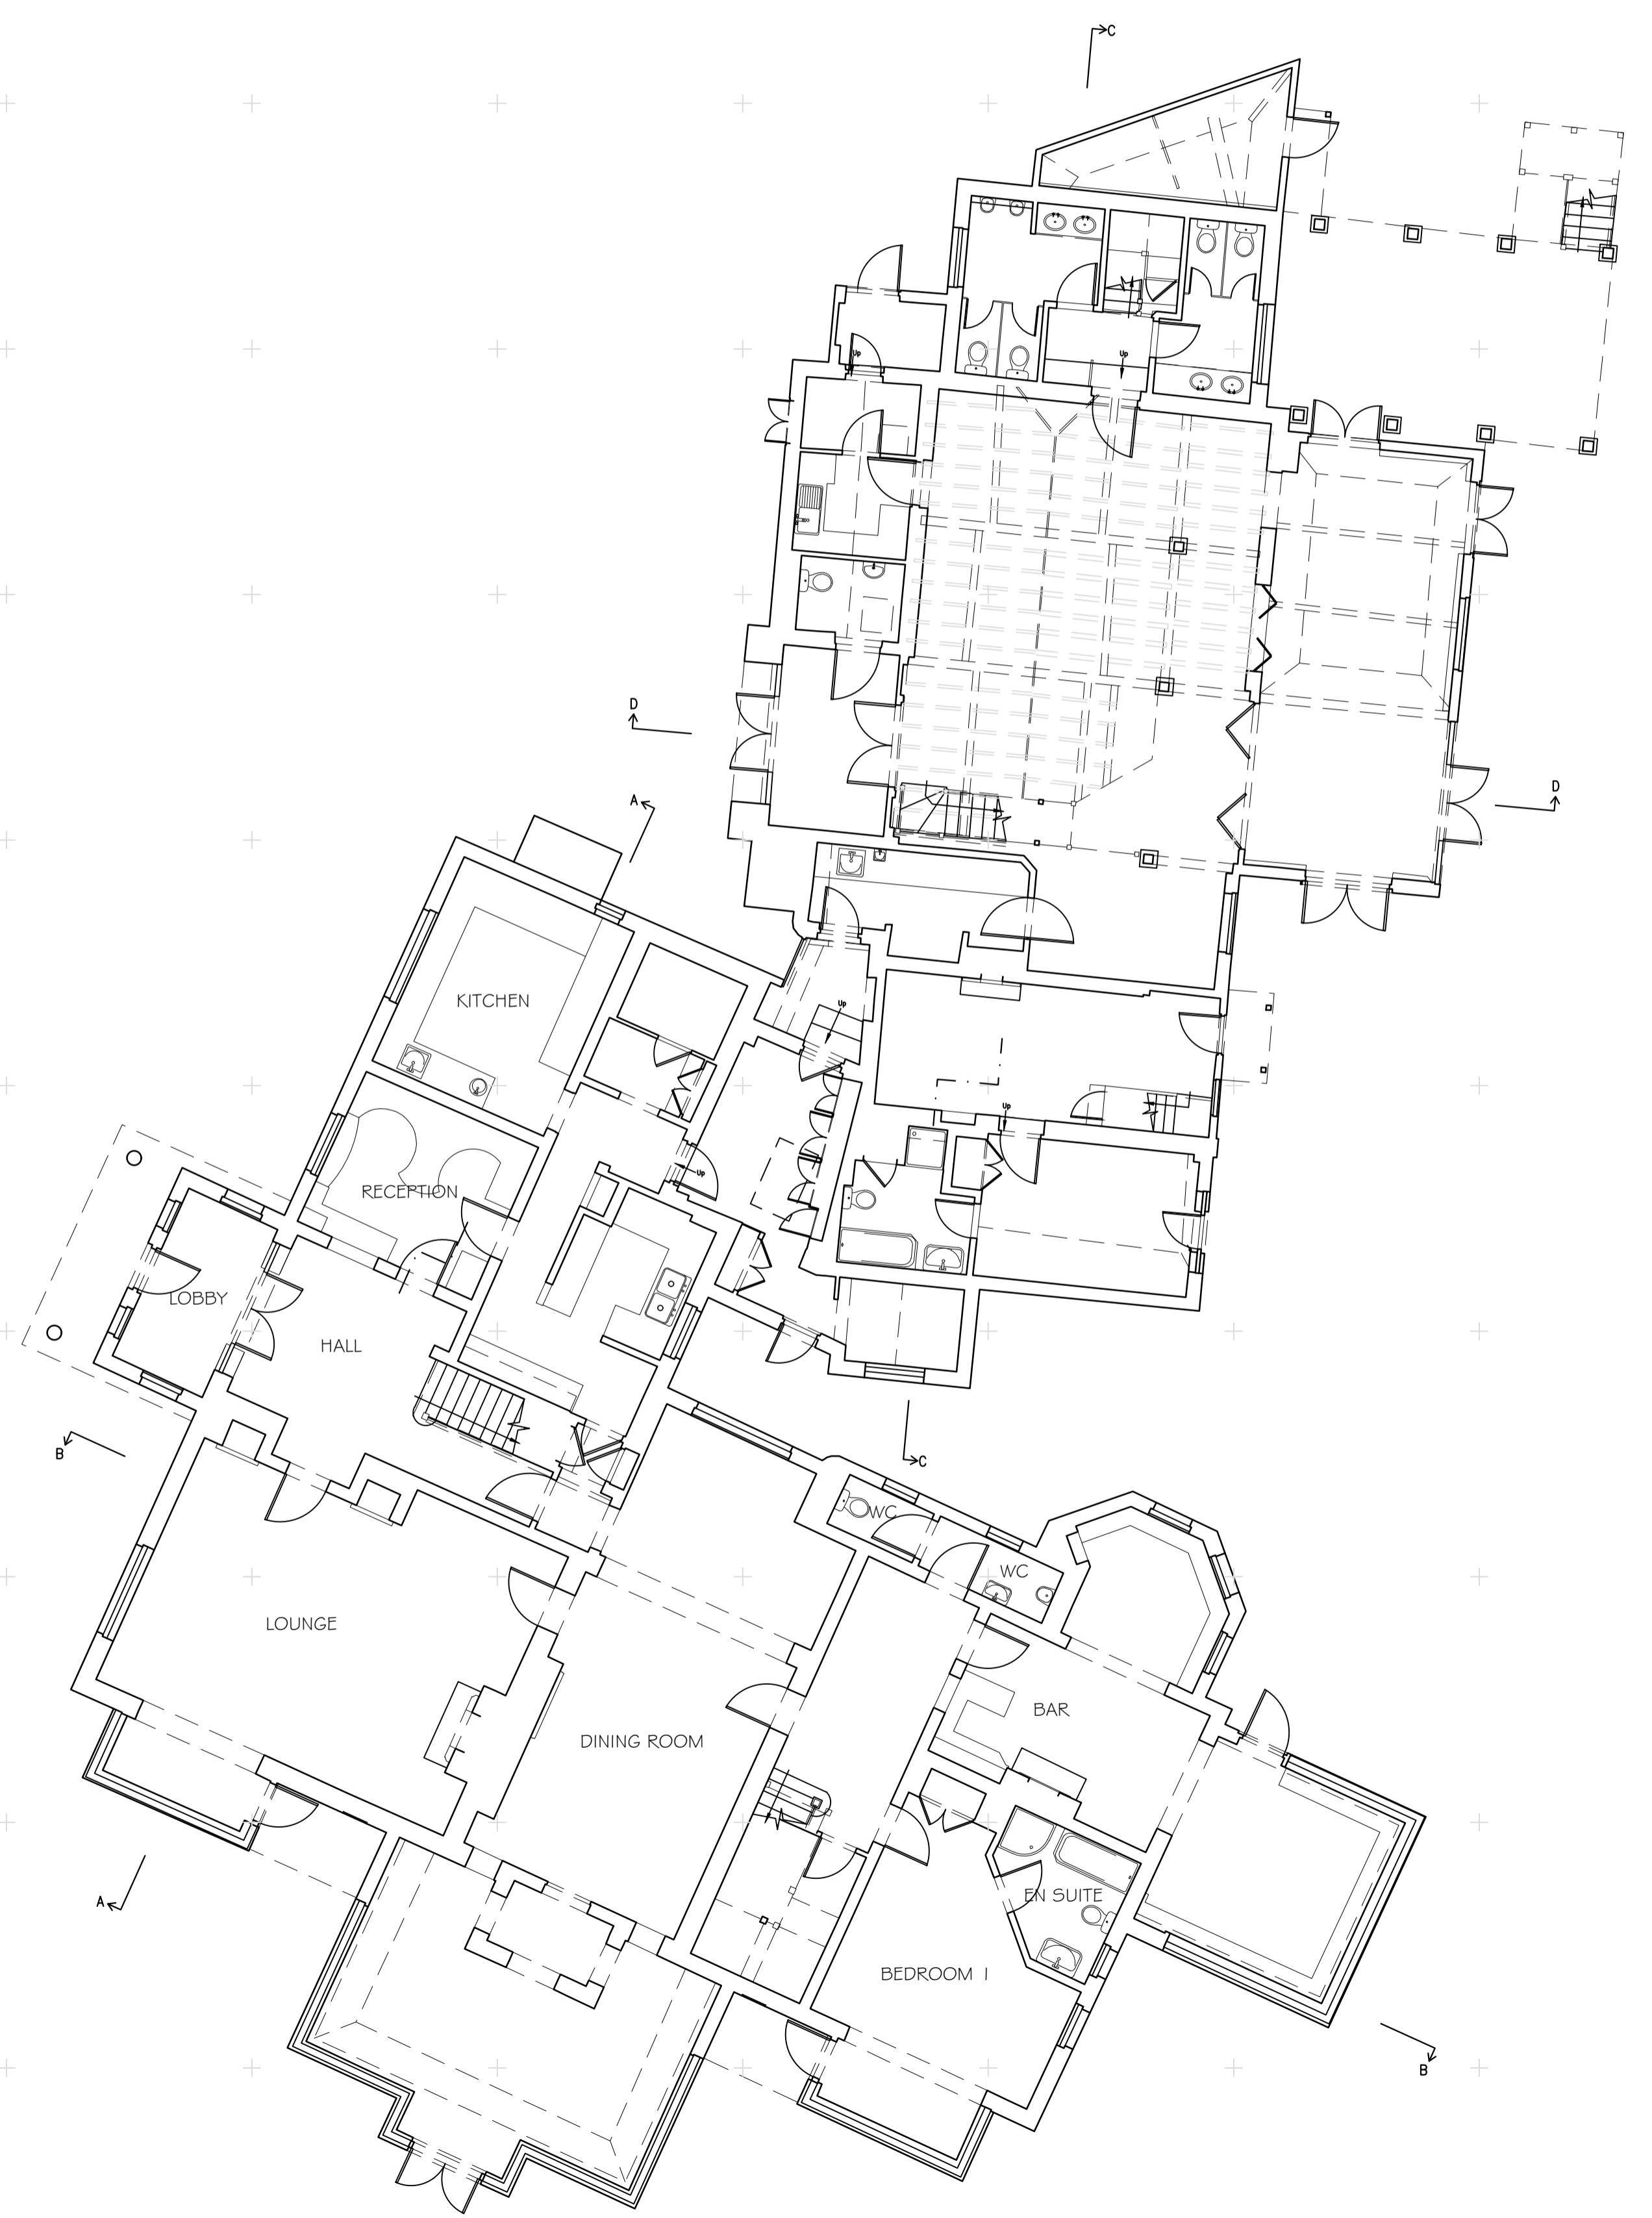 C
Up
Up
D
D
A
Up
KITCHEN
Up
Up
RECEPTION
LOBBY
HALL
B
C
WC
WC
LOUNGE
BAR
DINING ROOM
EN SUITE
A
BEDROOM 1
B